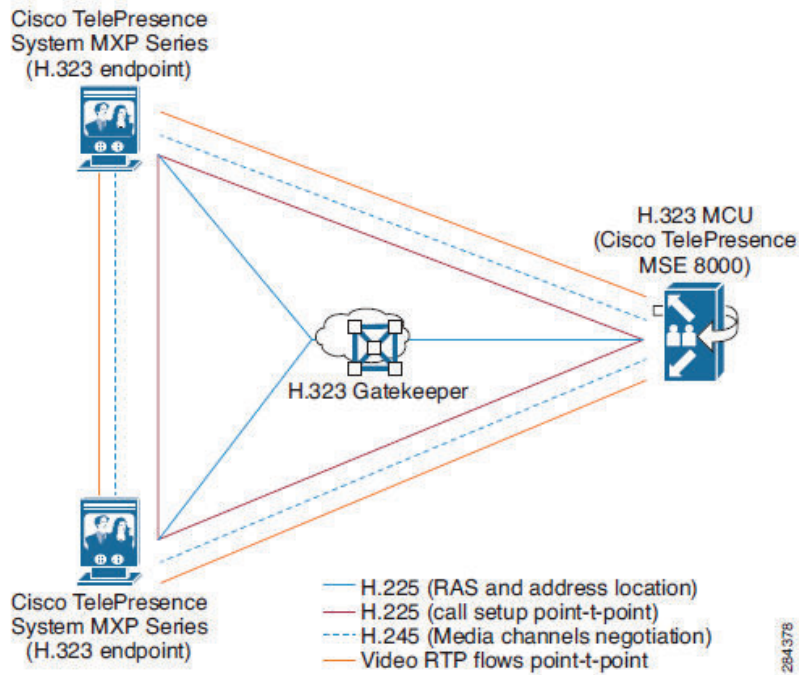 Cisco TelePresence
System MXP Series
(H.323 endpoint)
H.323 MCU
(Cisco TelePresence
MSE 8000)
H.323 Gatekeeper
Cisco TelePresence
System MXP Series
(H.323 endpoint)
H.225 (RAS and address location)
H.225 (call setup point-t-point)
H.245 (Media channels negotiation)
Video RTP flows point-t-point
284378